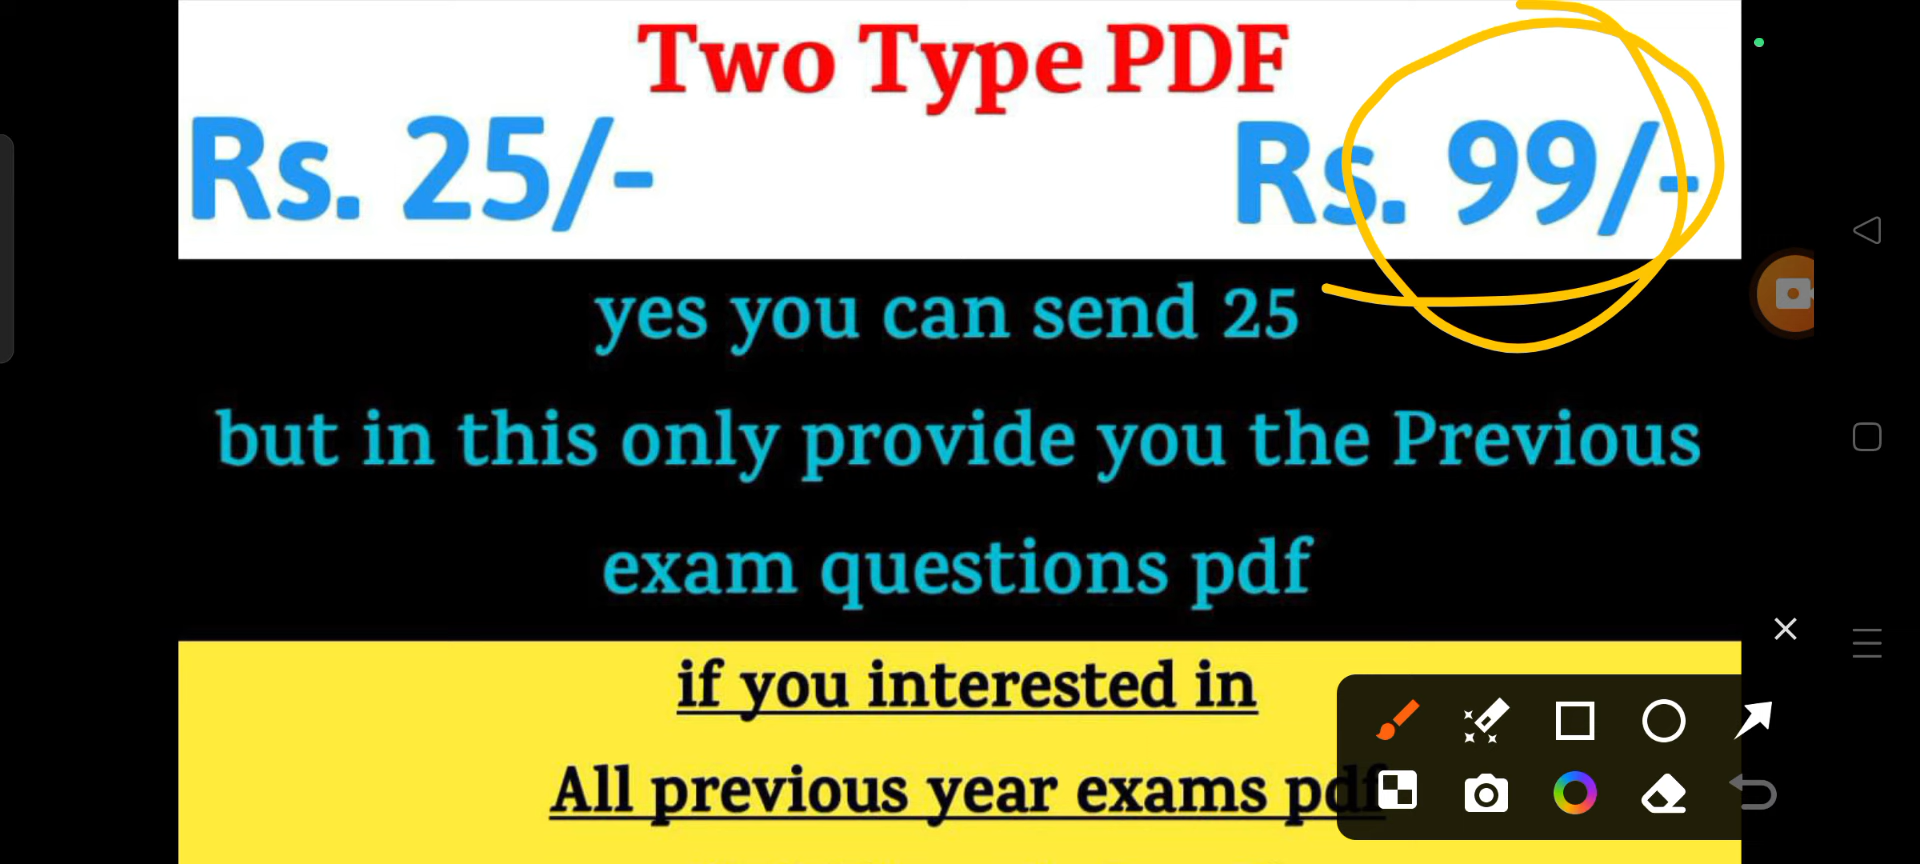 Two Type PDF
Rs. 25/- Rs. 99/-
yes you can send 25
but in this only provide you the Previous
exam questions pdf
if you interested in
All previous year exams pdf